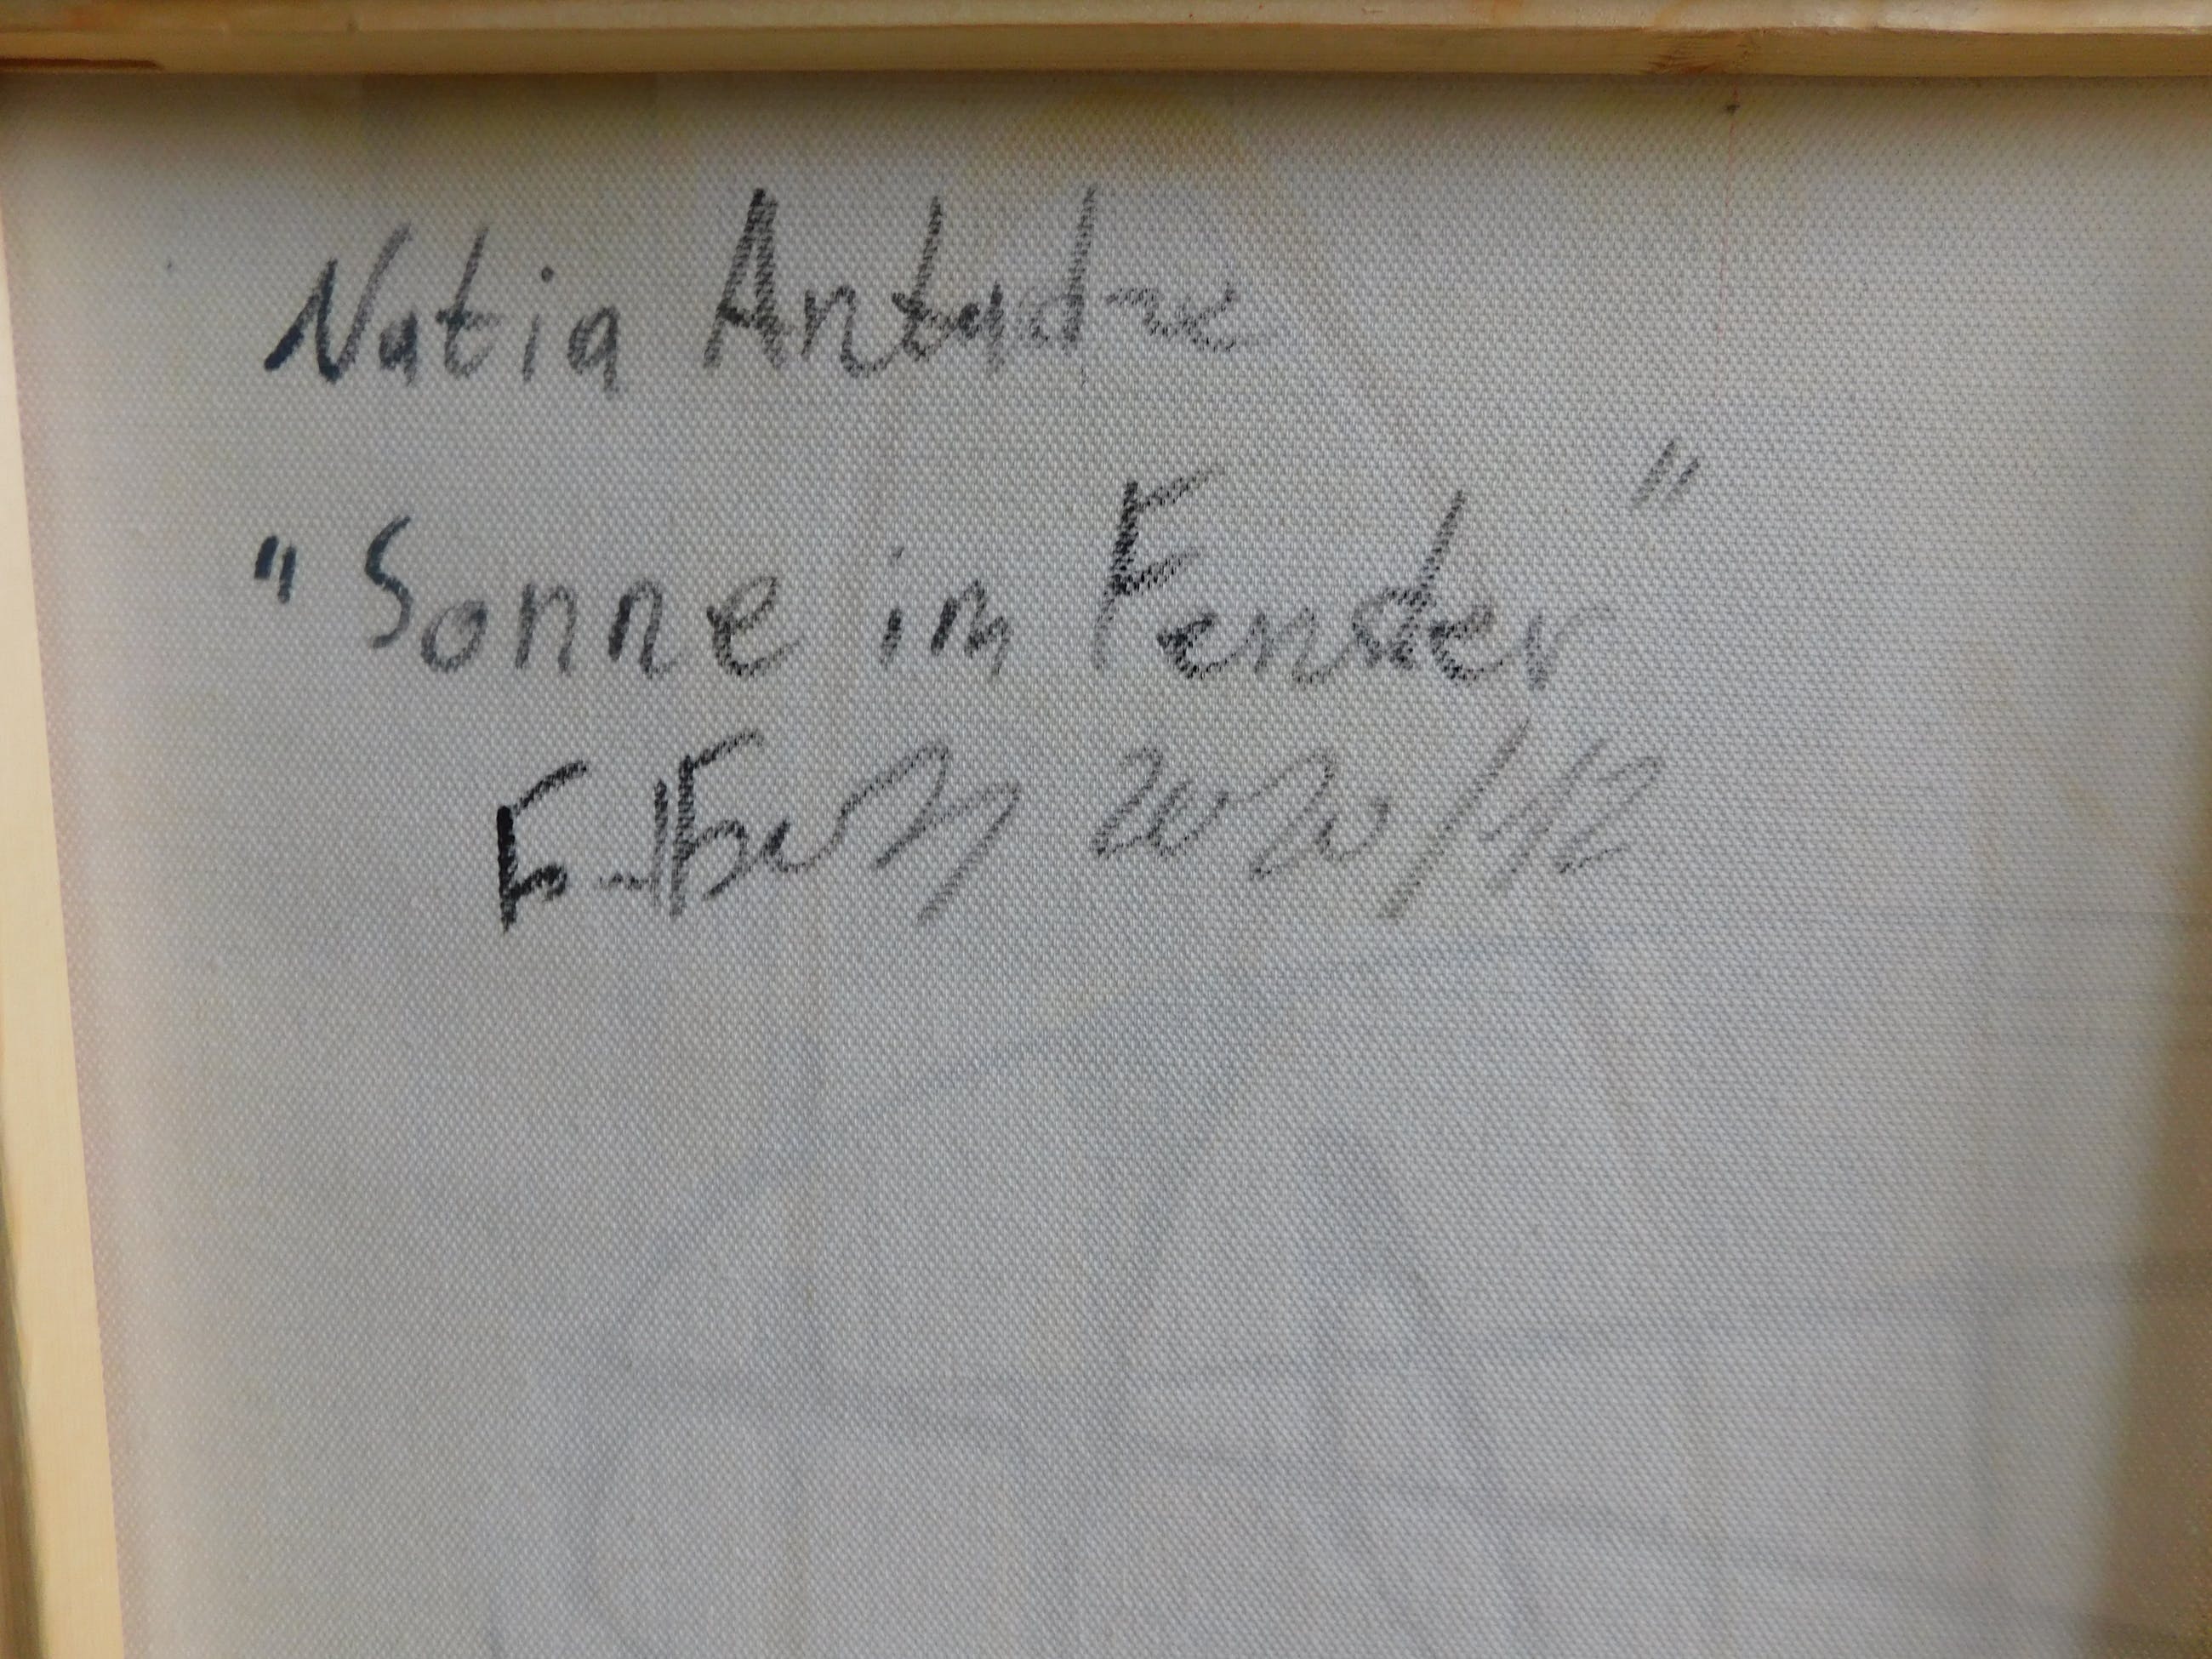 Natia Antadze
"Sonne im Fenster"
2020/12